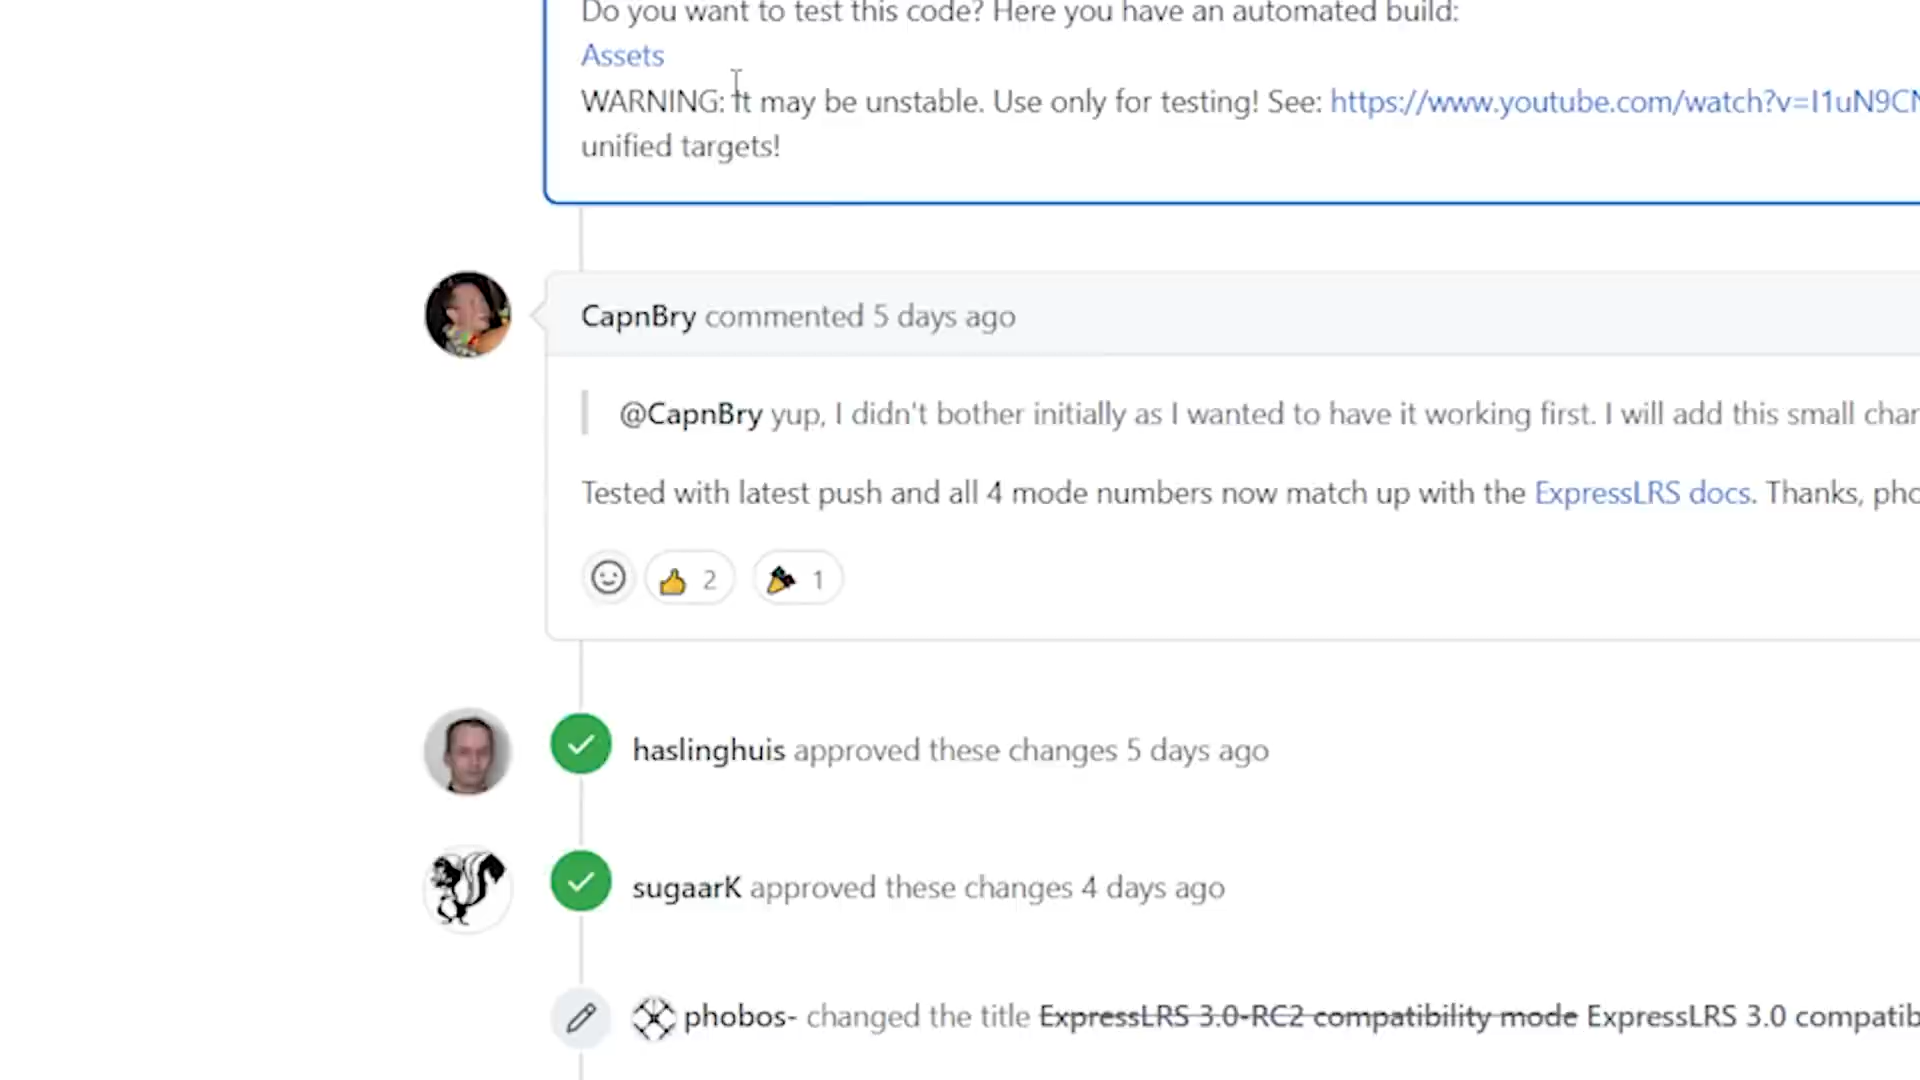 Do you want to test this code? Here you have an automated build:
Assets
WARNING: It may be unstable. Use only for testing! See: https://www.youtube.com/watch?v=I1uN9CN
unified targets!
CapnBry commented 5 days ago
@CapnBry yup, I didn't bother initially as I wanted to have it working first. I will add this small
Tested with latest push and all 4 mode numbers now match up with the ExpressLRS docs. Thanks,
2 1
haslinghuis approved these changes 5 days ago
sugaarK approved these changes 4 days ago
phobos- changed the title ExpressLRS 3.0-RC2 compatibility mode ExpressLRS 3.0